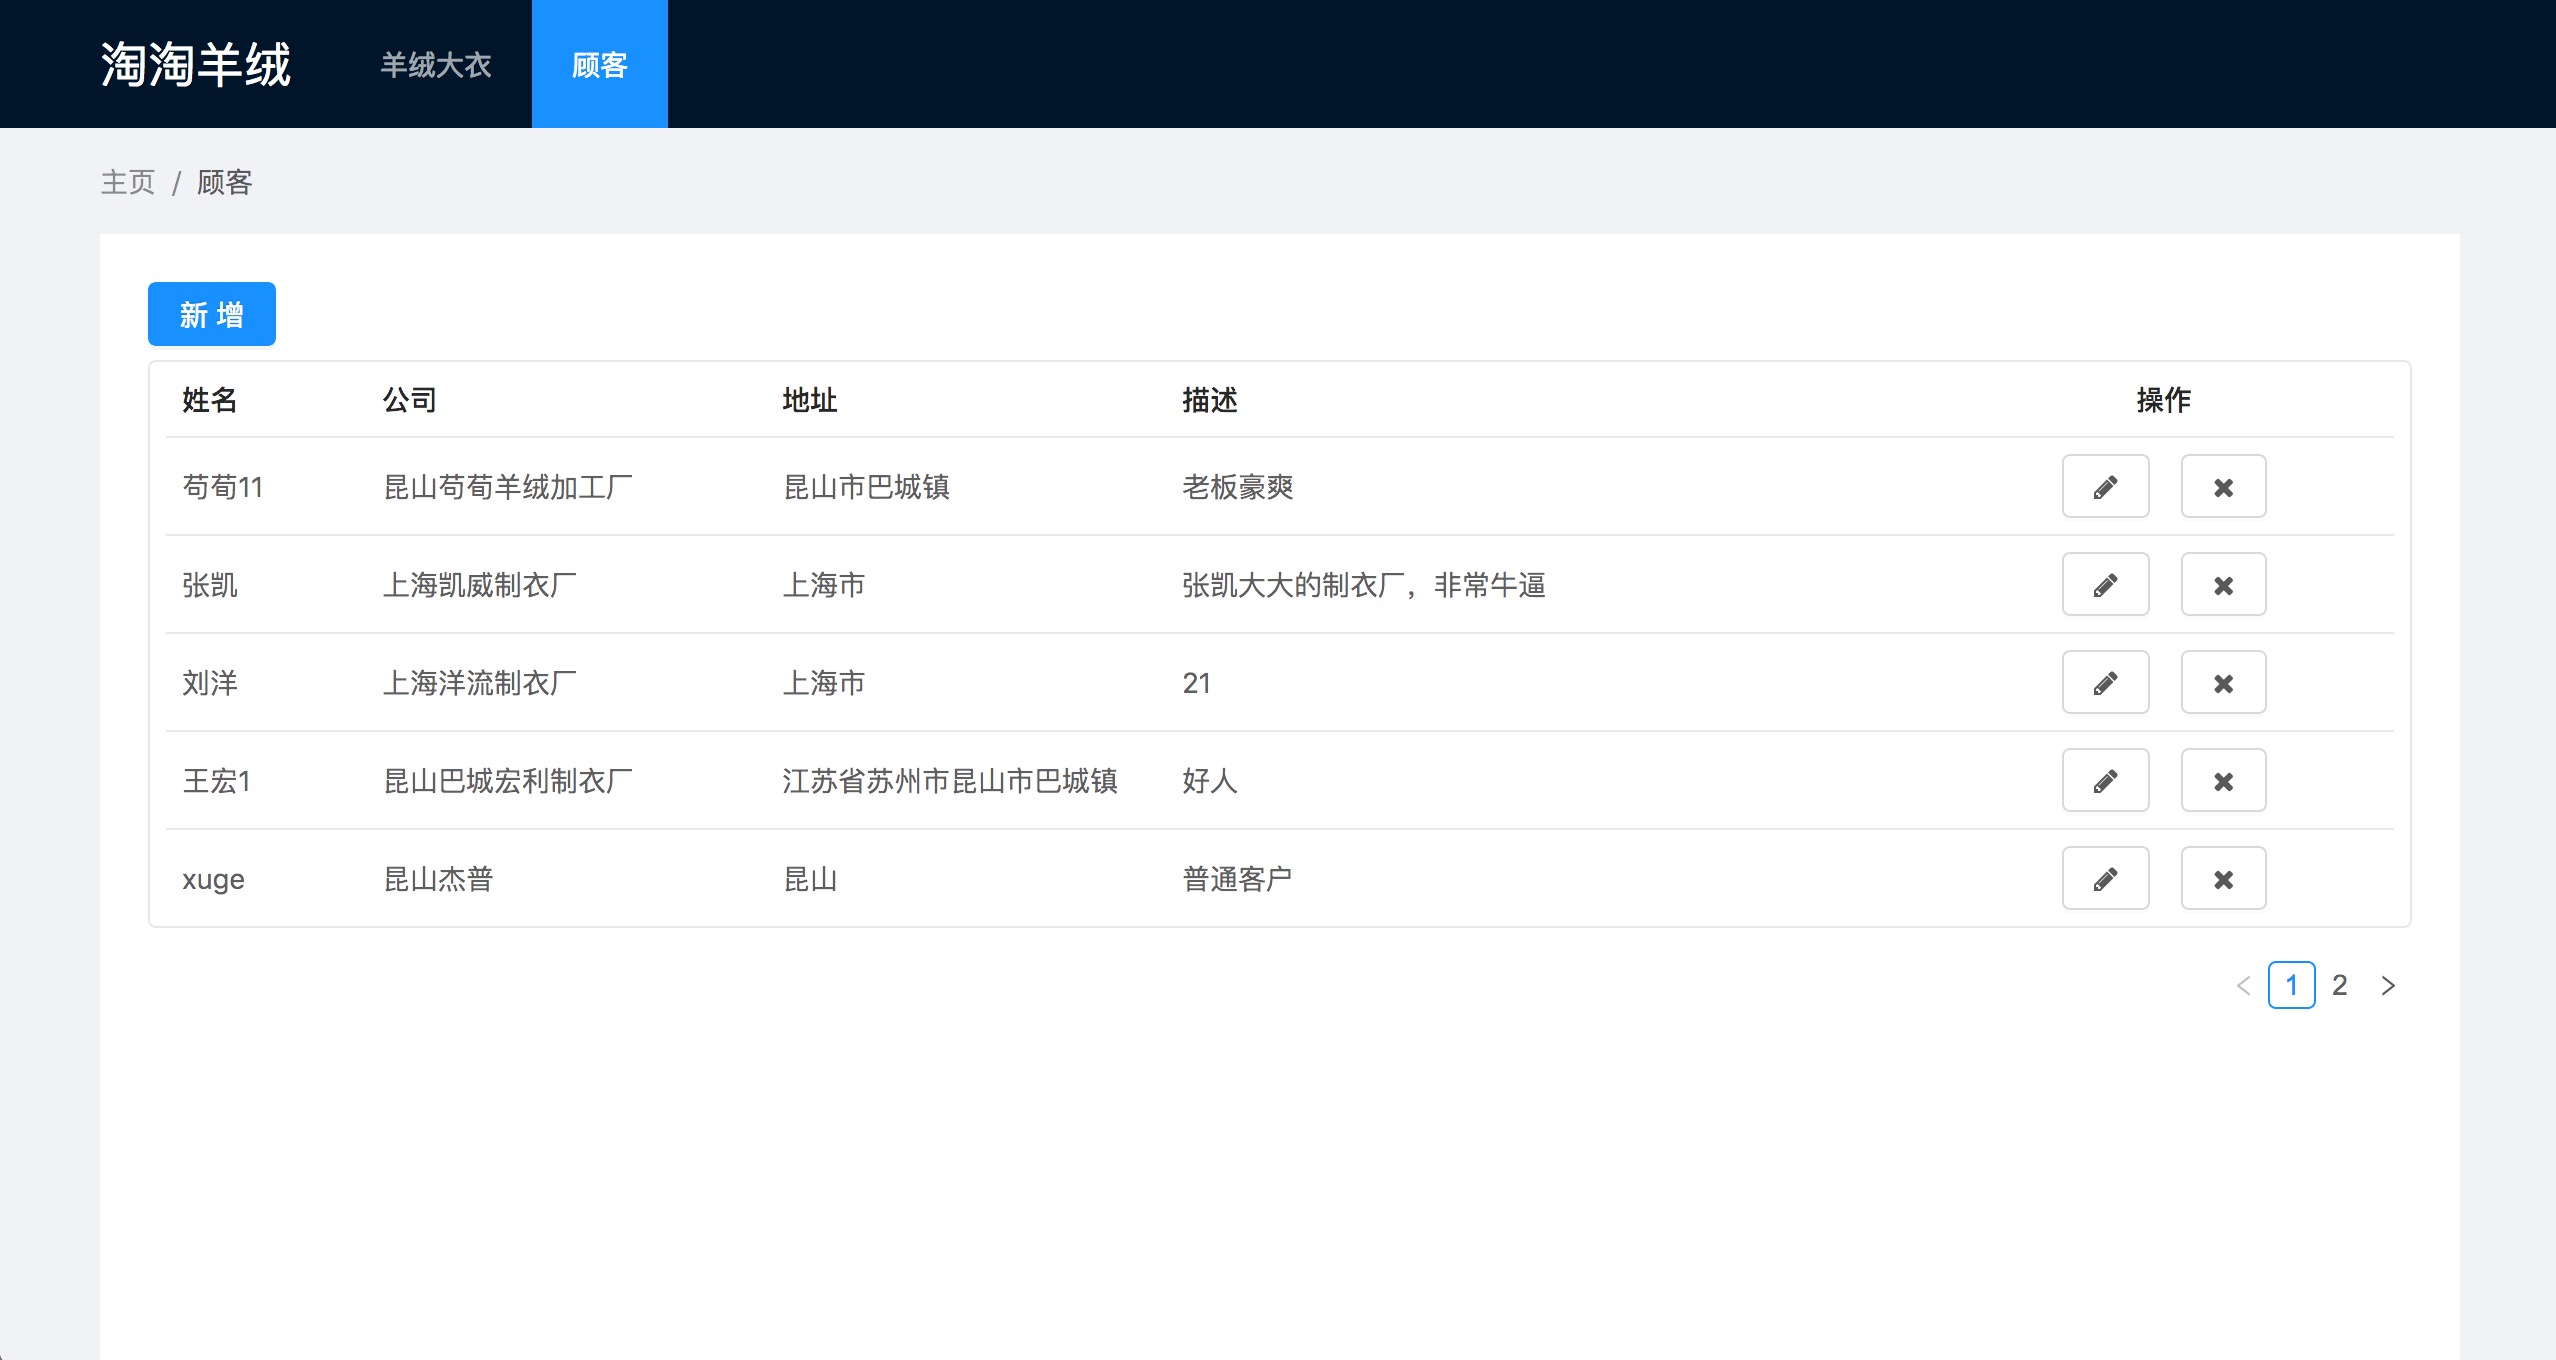 淘淘羊绒 羊绒大衣 顾客
主页 / 顾客
新 增
姓名 公司 地址 描述 操作
苟荀11 昆山苟荀羊绒加工厂 昆山市巴城镇 老板豪爽
张凯 上海凯威制衣厂 上海市 张凯大大的制衣厂，非常牛逼
刘洋 上海洋流制衣厂 上海市 21
王宏1 昆山巴城宏利制衣厂 江苏省苏州市昆山市巴城镇 好人
xuge 昆山杰普 昆山 普通客户
< 1 2 >